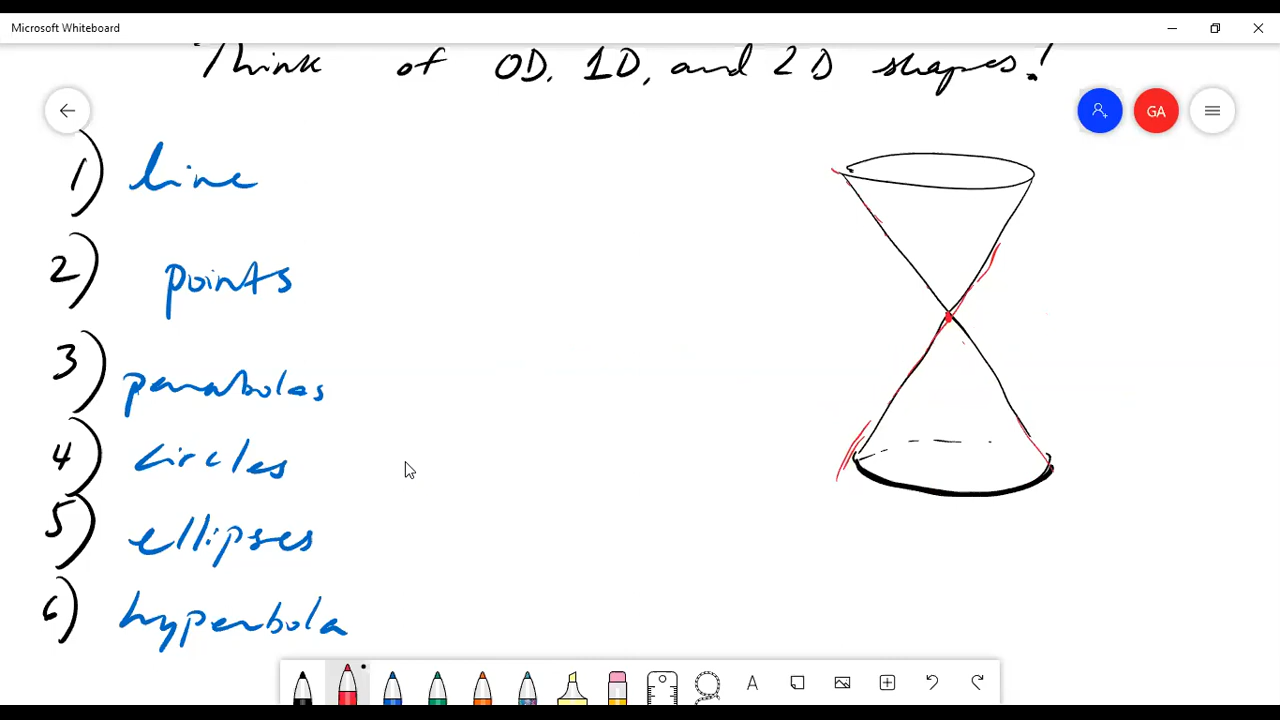 Microsoft Whiteboard
Think of 0D, 1D, and 2D shapes!
GA
1) line
2) points
3) parabolas
4) circles
5) ellipses
6) hyperbola
A